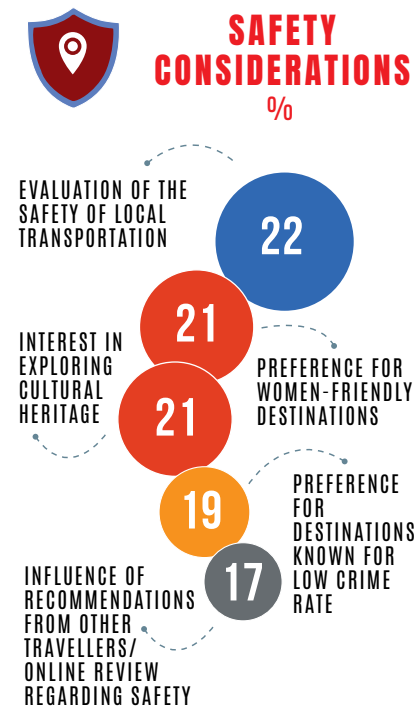 SAFETY
CONSIDERATIONS
%
EVALUATION OF THE
SAFETY OF LOCAL
TRANSPORTATION
22
21
PREFERENCE FOR
WOMEN-FRIENDLY
DESTINATIONS
INTEREST IN
EXPLORING
CULTURAL
HERITAGE
21
19
PREFERENCE
FOR
DESTINATIONS
KNOWN FOR
LOW CRIME
RATE
17
INFLUENCE OF
RECOMMENDATIONS
FROM OTHER
TRAVELLERS/
ONLINE REVIEW
REGARDING SAFETY